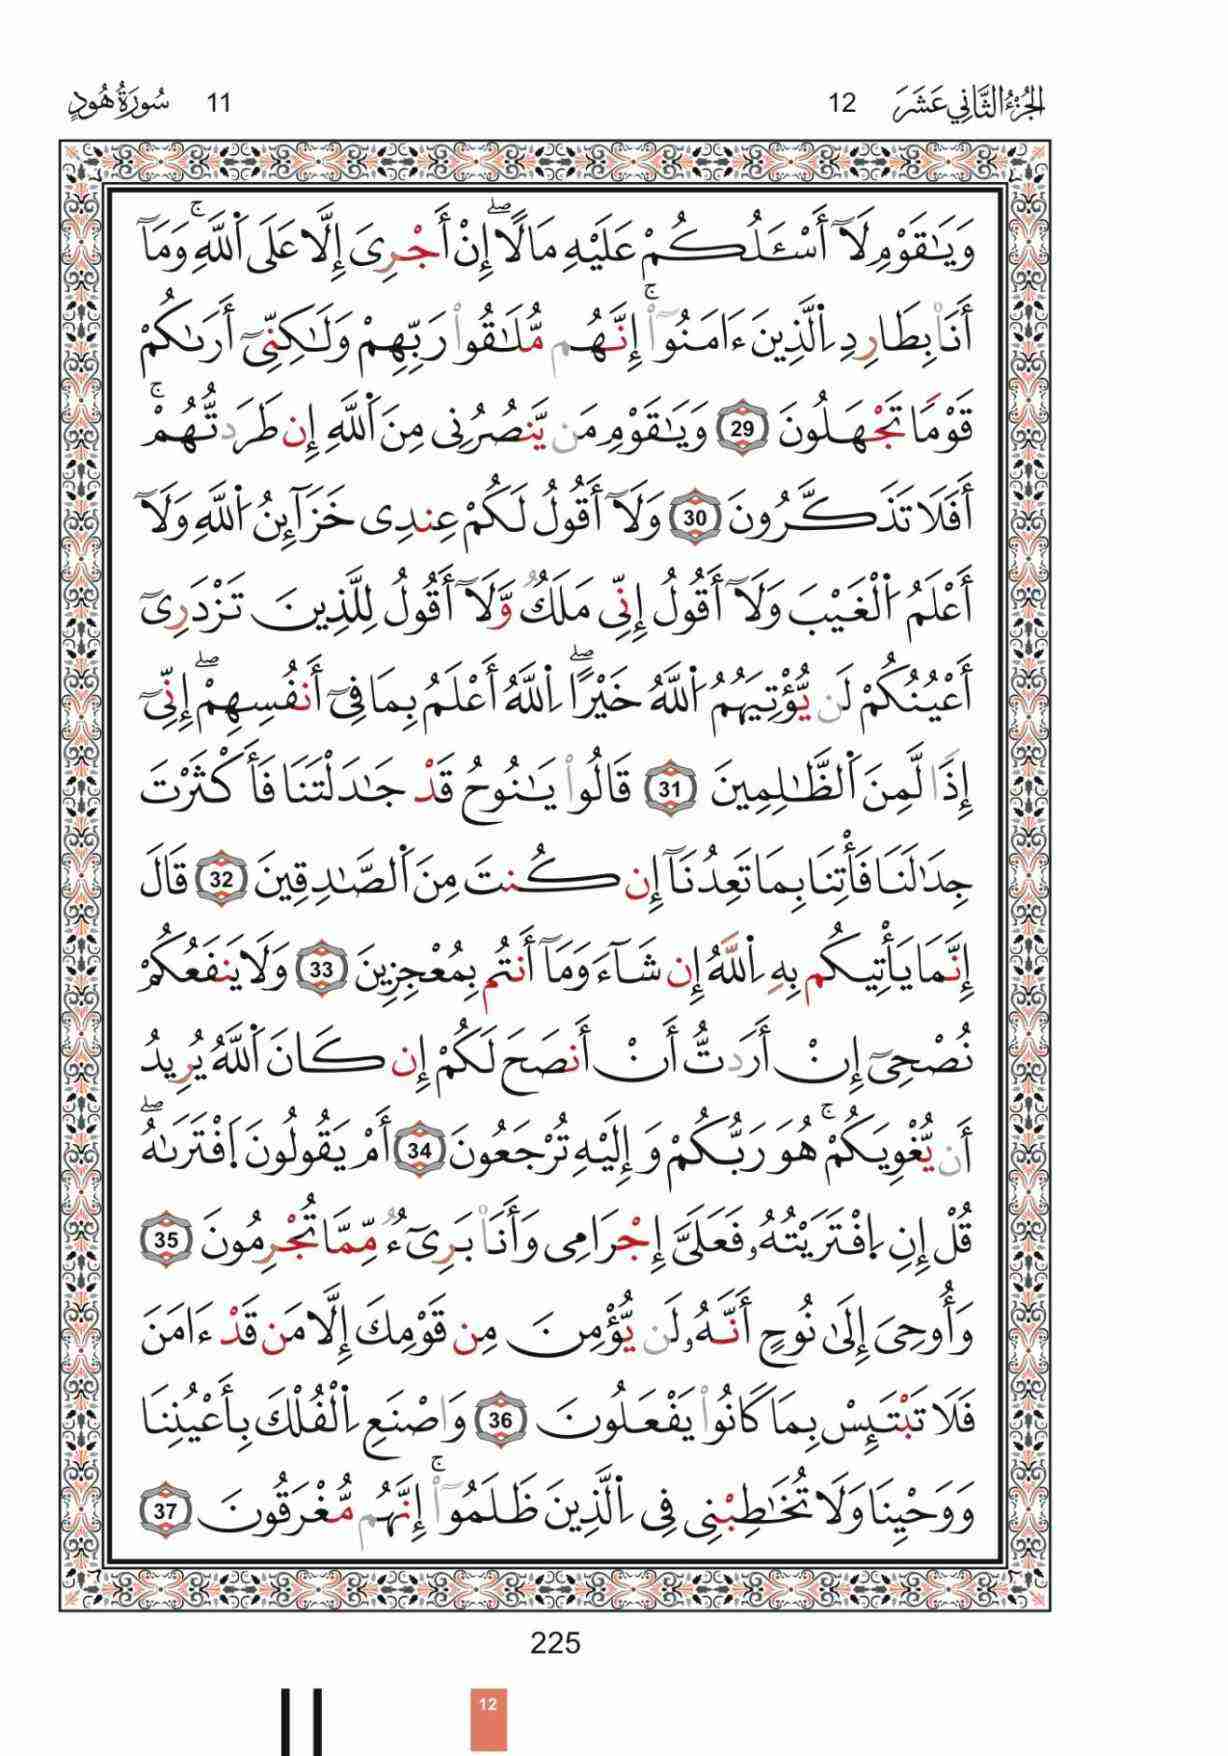 الجُزْءُ الثَّانِي عَشَرَ 12 11 سُورَةُ هُودٍ
وَيَٰقَوْمِ لَآ أَسْـَٔلُكُمْ عَلَيْهِ مَالًاۖ إِنْ أَجْرِىَ إِلَّا عَلَى ٱللَّهِۚ وَمَآ
أَنَا۠ بِطَارِدِ ٱلَّذِينَ ءَامَنُوٓا۟ۚ إِنَّهُم مُّلَٰقُوا۟ رَبِّهِمْ وَلَٰكِنِّىٓ أَرَىٰكُمْ
قَوْمًا تَجْهَلُونَ 29 وَيَٰقَوْمِ مَن يَّنصُرُنِى مِنَ ٱللَّهِ إِن طَرَدتُّهُمْۚ
أَفَلَا تَذَكَّرُونَ 30 وَلَآ أَقُولُ لَكُمْ عِندِى خَزَآئِنُ ٱللَّهِ وَلَآ
أَعْلَمُ ٱلْغَيْبَ وَلَآ أَقُولُ إِنِّى مَلَكٌ وَّلَآ أَقُولُ لِلَّذِينَ تَزْدَرِىٓ
أَعْيُنُكُمْ لَن يُّؤْتِيَهُمُ ٱللَّهُ خَيْرًاۖ ٱللَّهُ أَعْلَمُ بِمَا فِىٓ أَنفُسِهِمْۖ إِنِّىٓ
إِذًا لَّمِنَ ٱلظَّٰلِمِينَ 31 قَالُوا۟ يَٰنُوحُ قَدْ جَٰدَلْتَنَا فَأَكْثَرْتَ
جِدَٰلَنَا فَأْتِنَا بِمَا تَعِدُنَآ إِن كُنتَ مِنَ ٱلصَّٰدِقِينَ 32 قَالَ
إِنَّمَا يَأْتِيكُم بِهِ ٱللَّهُ إِن شَآءَ وَمَآ أَنتُم بِمُعْجِزِينَ 33 وَلَا يَنفَعُكُمْ
نُصْحِىٓ إِنْ أَرَدتُّ أَنْ أَنصَحَ لَكُمْ إِن كَانَ ٱللَّهُ يُرِيدُ
أَن يُّغْوِيَكُمْۚ هُوَ رَبُّكُمْ وَإِلَيْهِ تُرْجَعُونَ 34 أَمْ يَقُولُونَ ٱفْتَرَىٰهُۖ
قُلْ إِنِ ٱفْتَرَيْتُهُۥ فَعَلَىَّ إِجْرَامِى وَأَنَا۠ بَرِىٓءٌ مِّمَّا تُجْرِمُونَ 35
وَأُوحِىَ إِلَىٰ نُوحٍ أَنَّهُۥ لَن يُّؤْمِنَ مِن قَوْمِكَ إِلَّا مَن قَدْ ءَامَنَ
فَلَا تَبْتَئِسْ بِمَا كَانُوا۟ يَفْعَلُونَ 36 وَاصْنَعِ ٱلْفُلْكَ بِأَعْيُنِنَا
وَوَحْيِنَا وَلَا تُخَٰطِبْنِى فِى ٱلَّذِينَ ظَلَمُوٓا۟ۚ إِنَّهُم مُّغْرَقُونَ 37
225
12